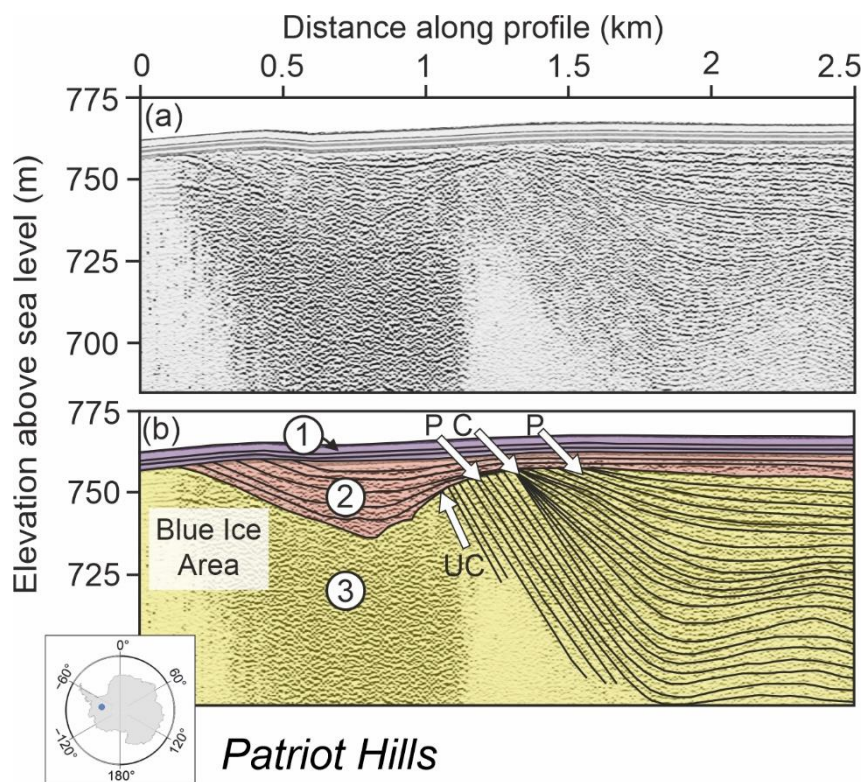 Distance along profile (km)
0 0.5 1 1.5 2 2.5
Elevation above sea level (m)
775
(a)
750
725
700
775
(b)
P C P
1
750
2
Blue Ice
Area
UC
725
3
0°
−60° 60°
−120° 120°
180°
Patriot Hills